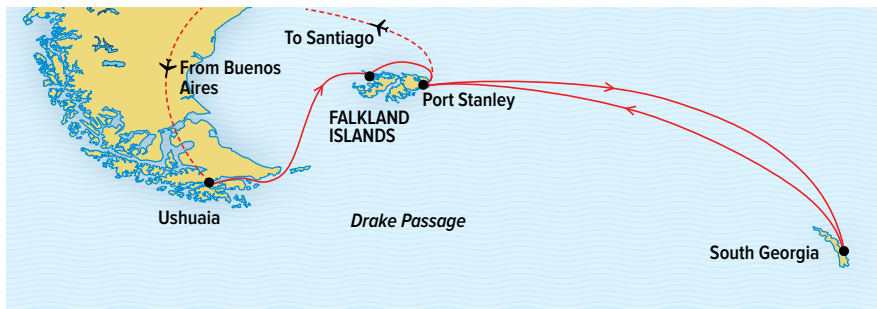 To Santiago
From Buenos
Aires
Port Stanley
FALKLAND
ISLANDS
Ushuaia
Drake Passage
South Georgia